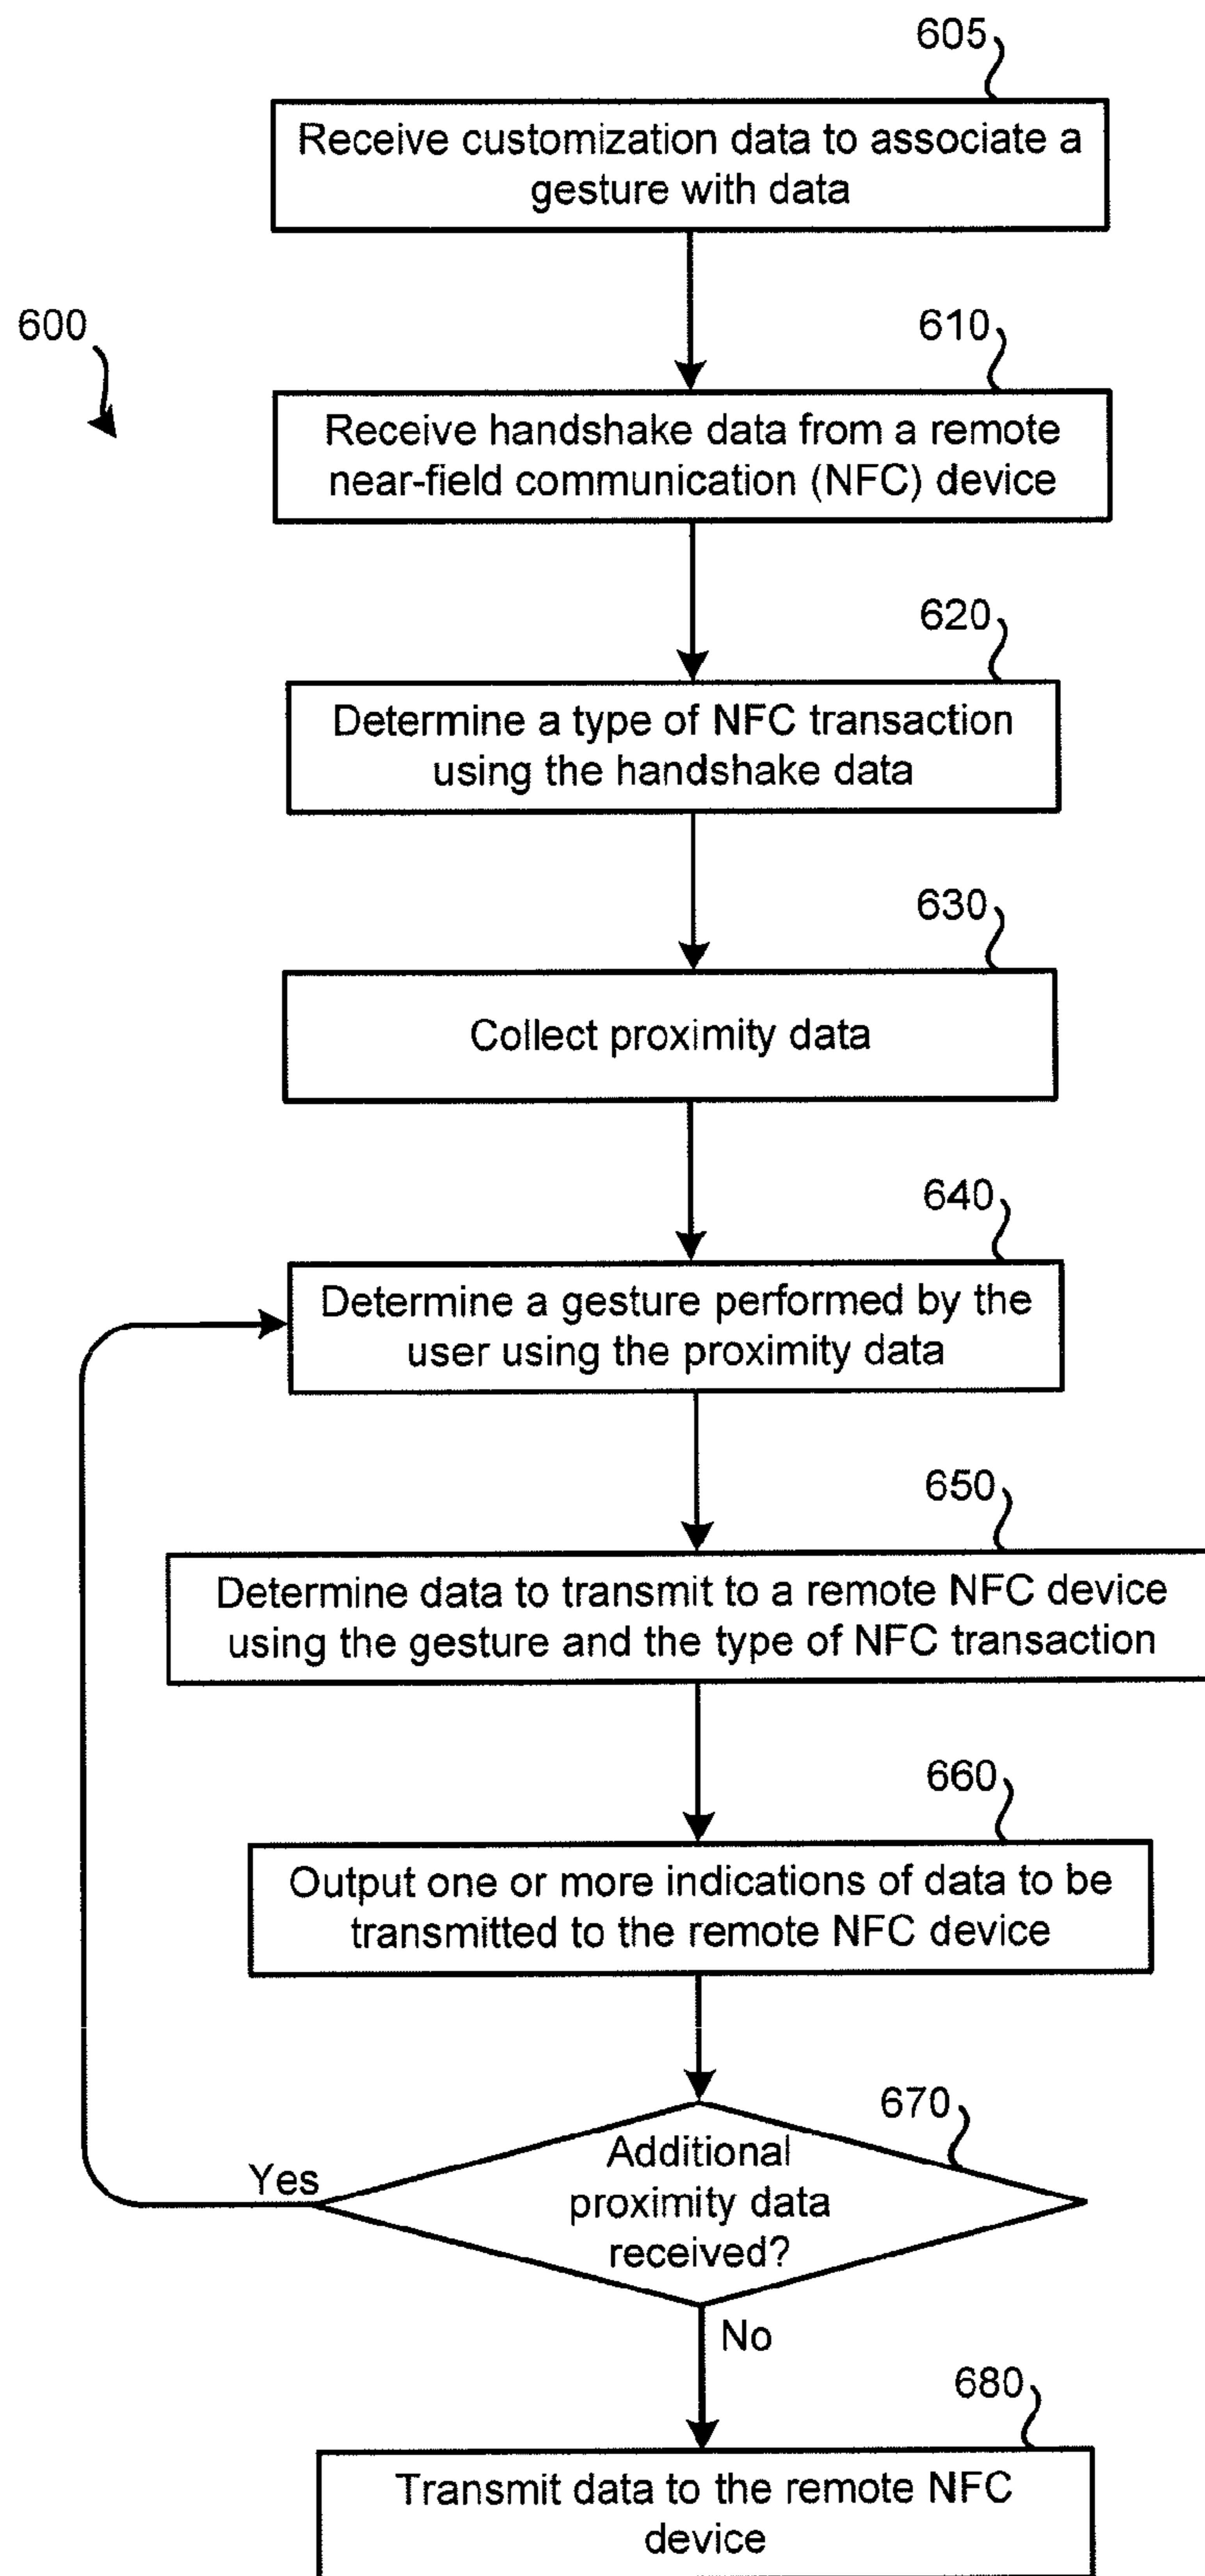 605
Receive customization data to associate a
gesture with data
600
610
Receive handshake data from a remote
near-field communication (NFC) device
620
Determine a type of NFC transaction
using the handshake data
630
Collect proximity data
640
Determine a gesture performed by the
user using the proximity data
650
Determine data to transmit to a remote NFC device
using the gesture and the type of NFC transaction
660
Output one or more indications of data to be
transmitted to the remote NFC device
670
Additional
proximity data
received?
Yes
No
680
Transmit data to the remote NFC
device